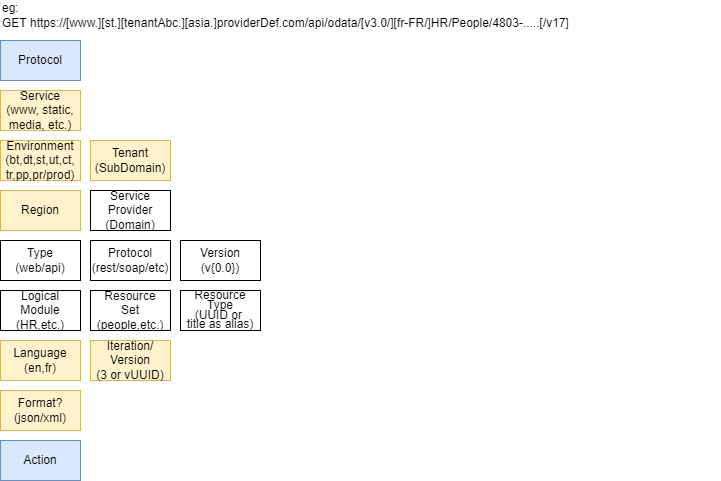 eg:
GET https://[www.][st.][tenantAbc.][asia.]providerDef.com/api/odata/[v3.0/][fr-FR/]HR/People/4803-.....[/v17]
Protocol
Service
(www, static,
media, etc.)
Environment
(bt,dt,st,ut,ct,
tr,pp,pr/prod)
Tenant
(SubDomain)
Region
Service
Provider
(Domain)
Type
(web/api)
Protocol
(rest/soap/etc)
Version
(v{0.0})
Logical
Module
(HR,etc.)
Resource
Set
(people,etc.)
Resource
Type
(UUID or
title as alias)
Language
(en,fr)
Iteration/
Version
(3 or vUUID)
Format?
(json/xml)
Action